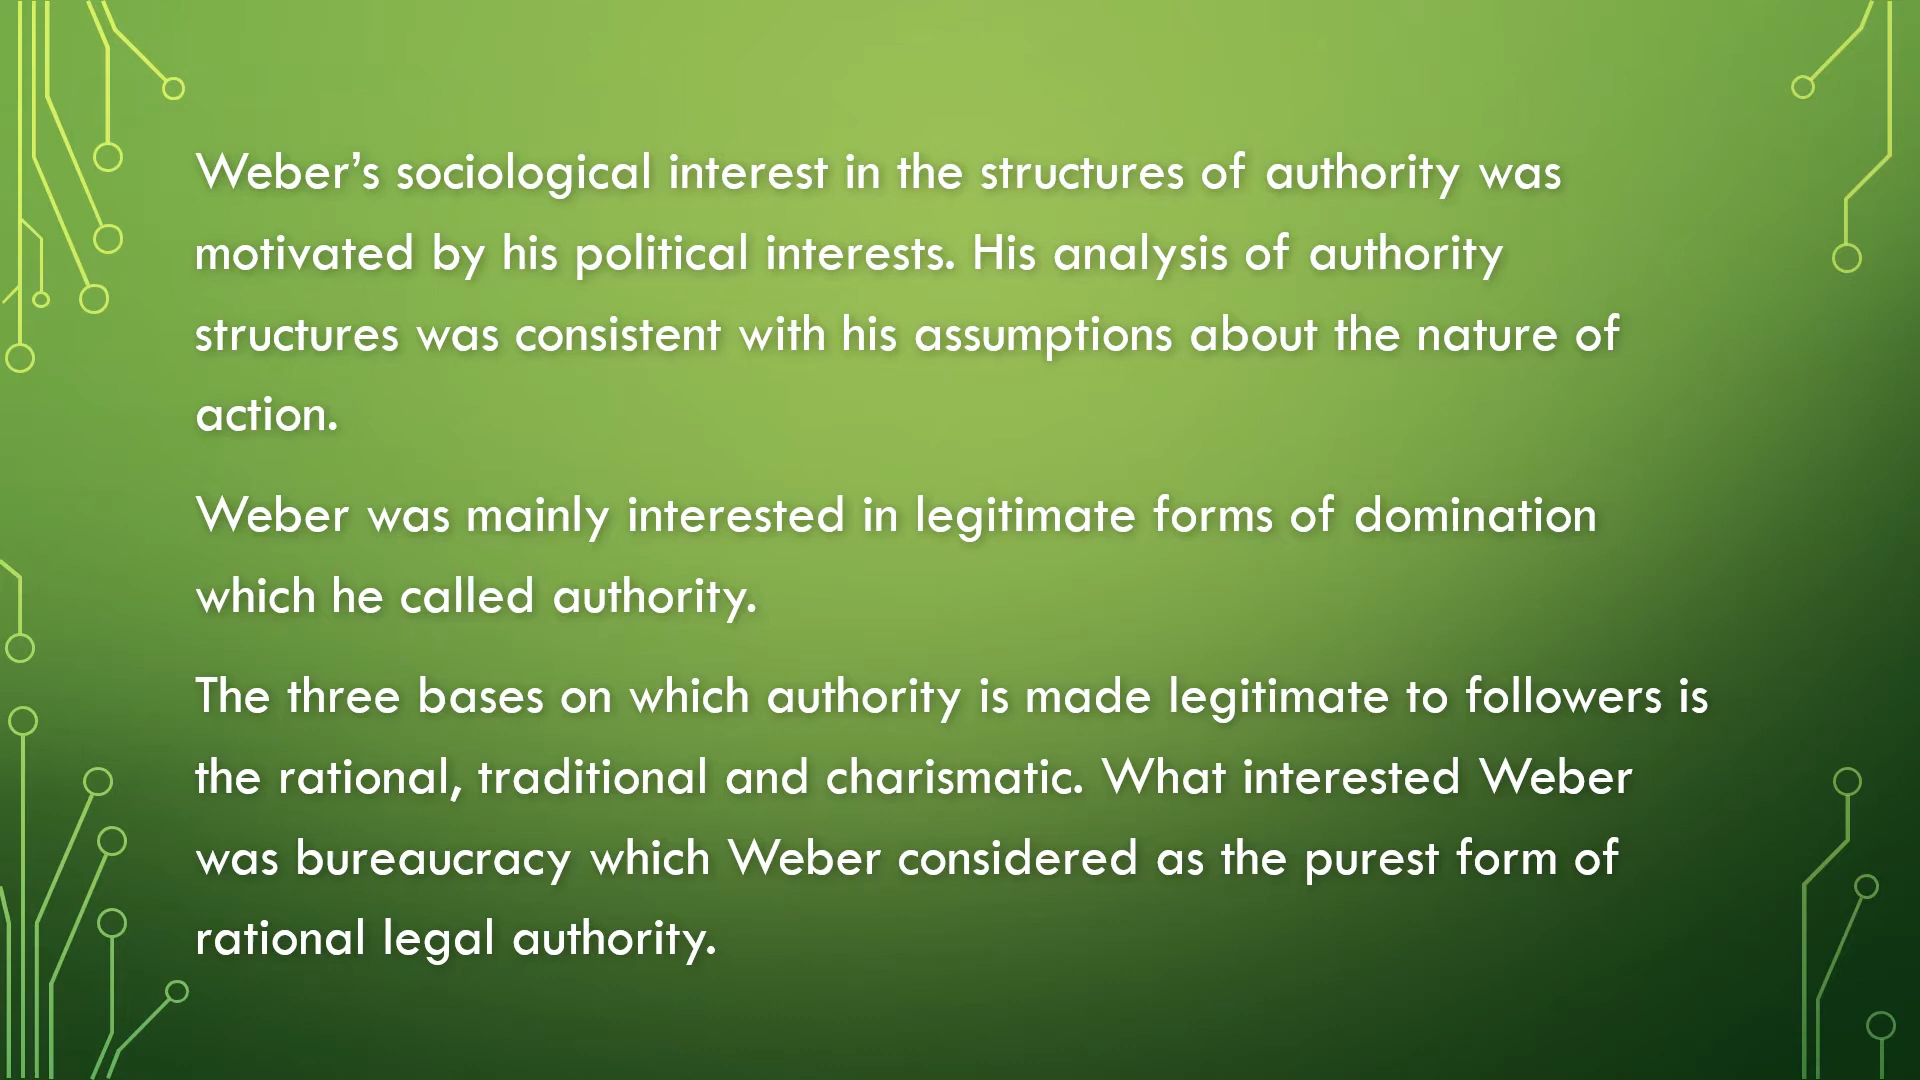 Weber’s sociological interest in the structures of authority was
motivated by his political interests. His analysis of authority
structures was consistent with his assumptions about the nature of
action.
Weber was mainly interested in legitimate forms of domination
which he called authority.
The three bases on which authority is made legitimate to followers is
the rational, traditional and charismatic. What interested Weber
was bureaucracy which Weber considered as the purest form of
rational legal authority.